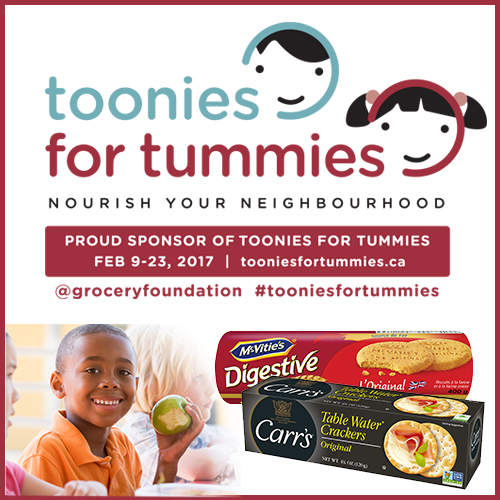 toonies
for tummies
NOURISH YOUR NEIGHBOURHOOD
PROUD SPONSOR OF TOONIES FOR TUMMIES
FEB 9-23, 2017 | tooniesfortummies.ca
@groceryfoundation #tooniesfortummies
McVitie's
Digestive
L'Original
400 g
Carr's
Table Water
Crackers
Original